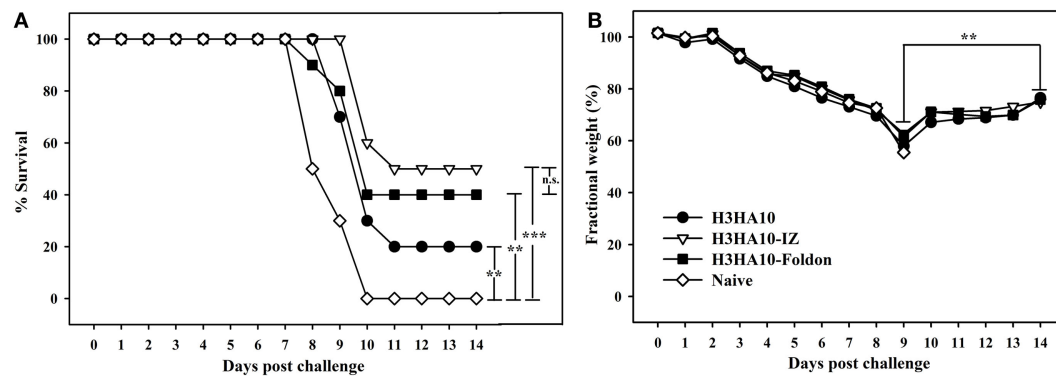 A
% Survival
100
80
60
40
20
0
0 1 2 3 4 5 6 7 8 9 10 11 12 13 14
Days post challenge
n.s.
***
**
**
B
Fractional weight (%)
100
80
60
40
20
0
**
H3HA10
H3HA10-IZ
H3HA10-Foldon
Naive
0 1 2 3 4 5 6 7 8 9 10 11 12 13 14
Days post challenge